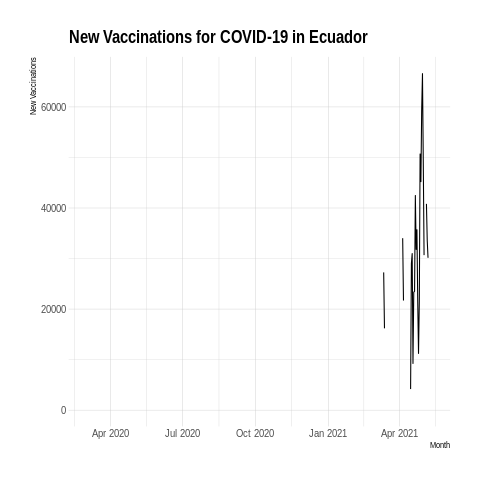 New Vaccinations for COVID-19 in Ecuador
New Vaccinations
60000
40000
20000
0
Apr 2020 Jul 2020 Oct 2020 Jan 2021 Apr 2021
Month